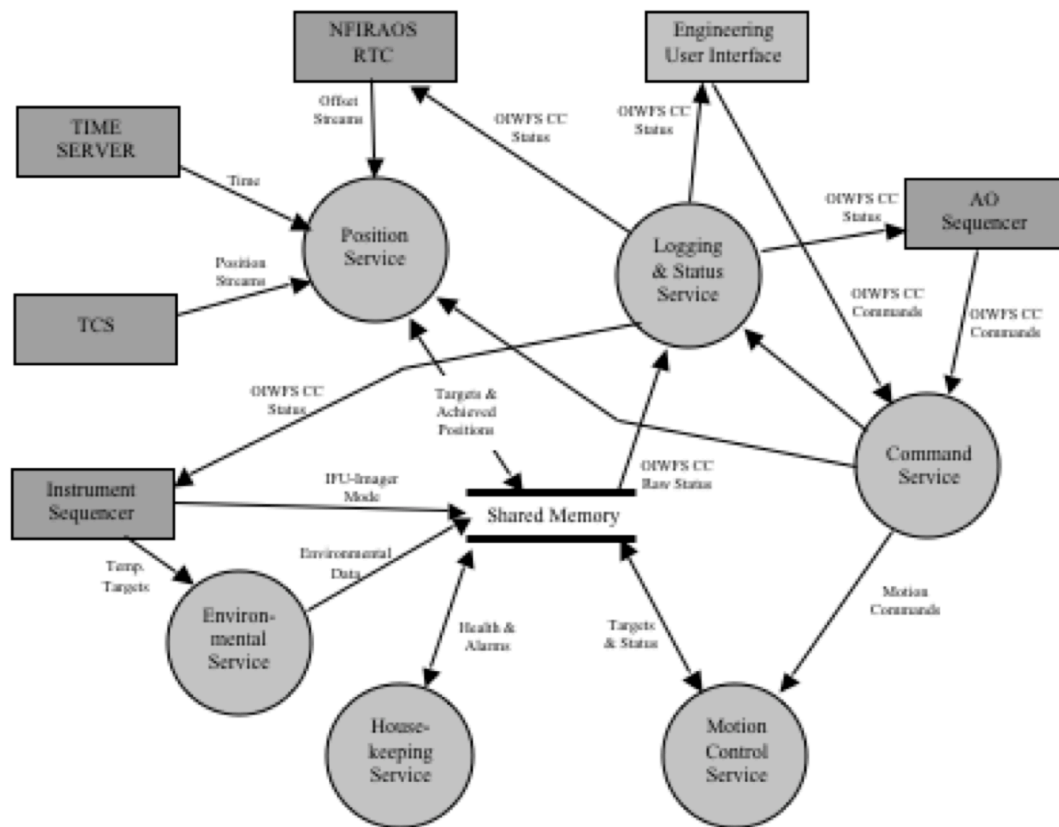 NFIRAOS
RTC
Engineering
User Interface
TIME
SERVER
Offset
Streams
OIWFS CC
Status
OIWFS CC
Status
Time
OIWFS CC
Status
AO
Sequencer
Position
Service
Logging
& Status
Service
Position
Streams
TCS
OIWFS CC
Commands
OIWFS CC
Commands
OIWFS CC
Status
Targets &
Achieved
Positions
Command
Service
Instrument
Sequencer
IFU-Imager
Mode
OIWFS CC
Raw Status
Shared Memory
Temp.
Targets
Environmental
Data
Environ-
mental
Service
Health &
Alarms
Targets
& Status
Motion
Commands
House-
keeping
Service
Motion
Control
Service